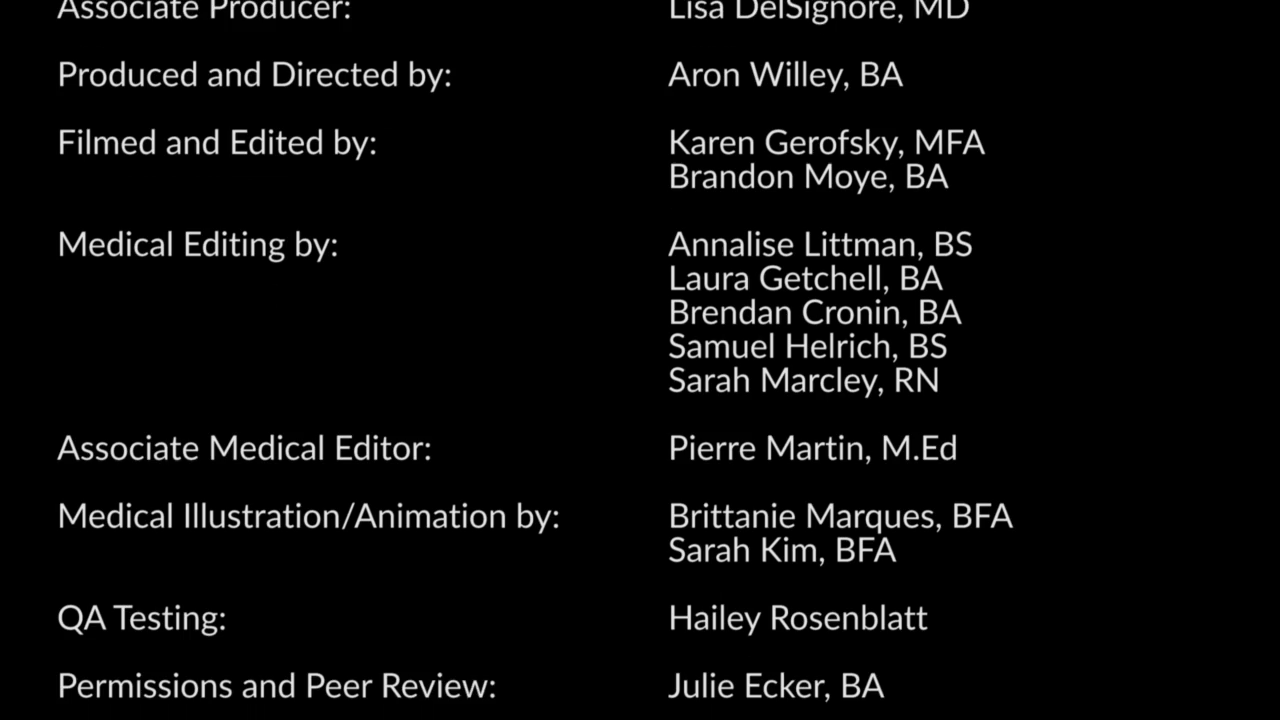 Associate Producer: Lisa DelSignore, MD
Produced and Directed by: Aron Willey, BA
Filmed and Edited by: Karen Gerofsky, MFA
Brandon Moye, BA
Medical Editing by: Annalise Littman, BS
Laura Getchell, BA
Brendan Cronin, BA
Samuel Helrich, BS
Sarah Marcley, RN
Associate Medical Editor: Pierre Martin, M.Ed
Medical Illustration/Animation by: Brittanie Marques, BFA
Sarah Kim, BFA
QA Testing: Hailey Rosenblatt
Permissions and Peer Review: Julie Ecker, BA